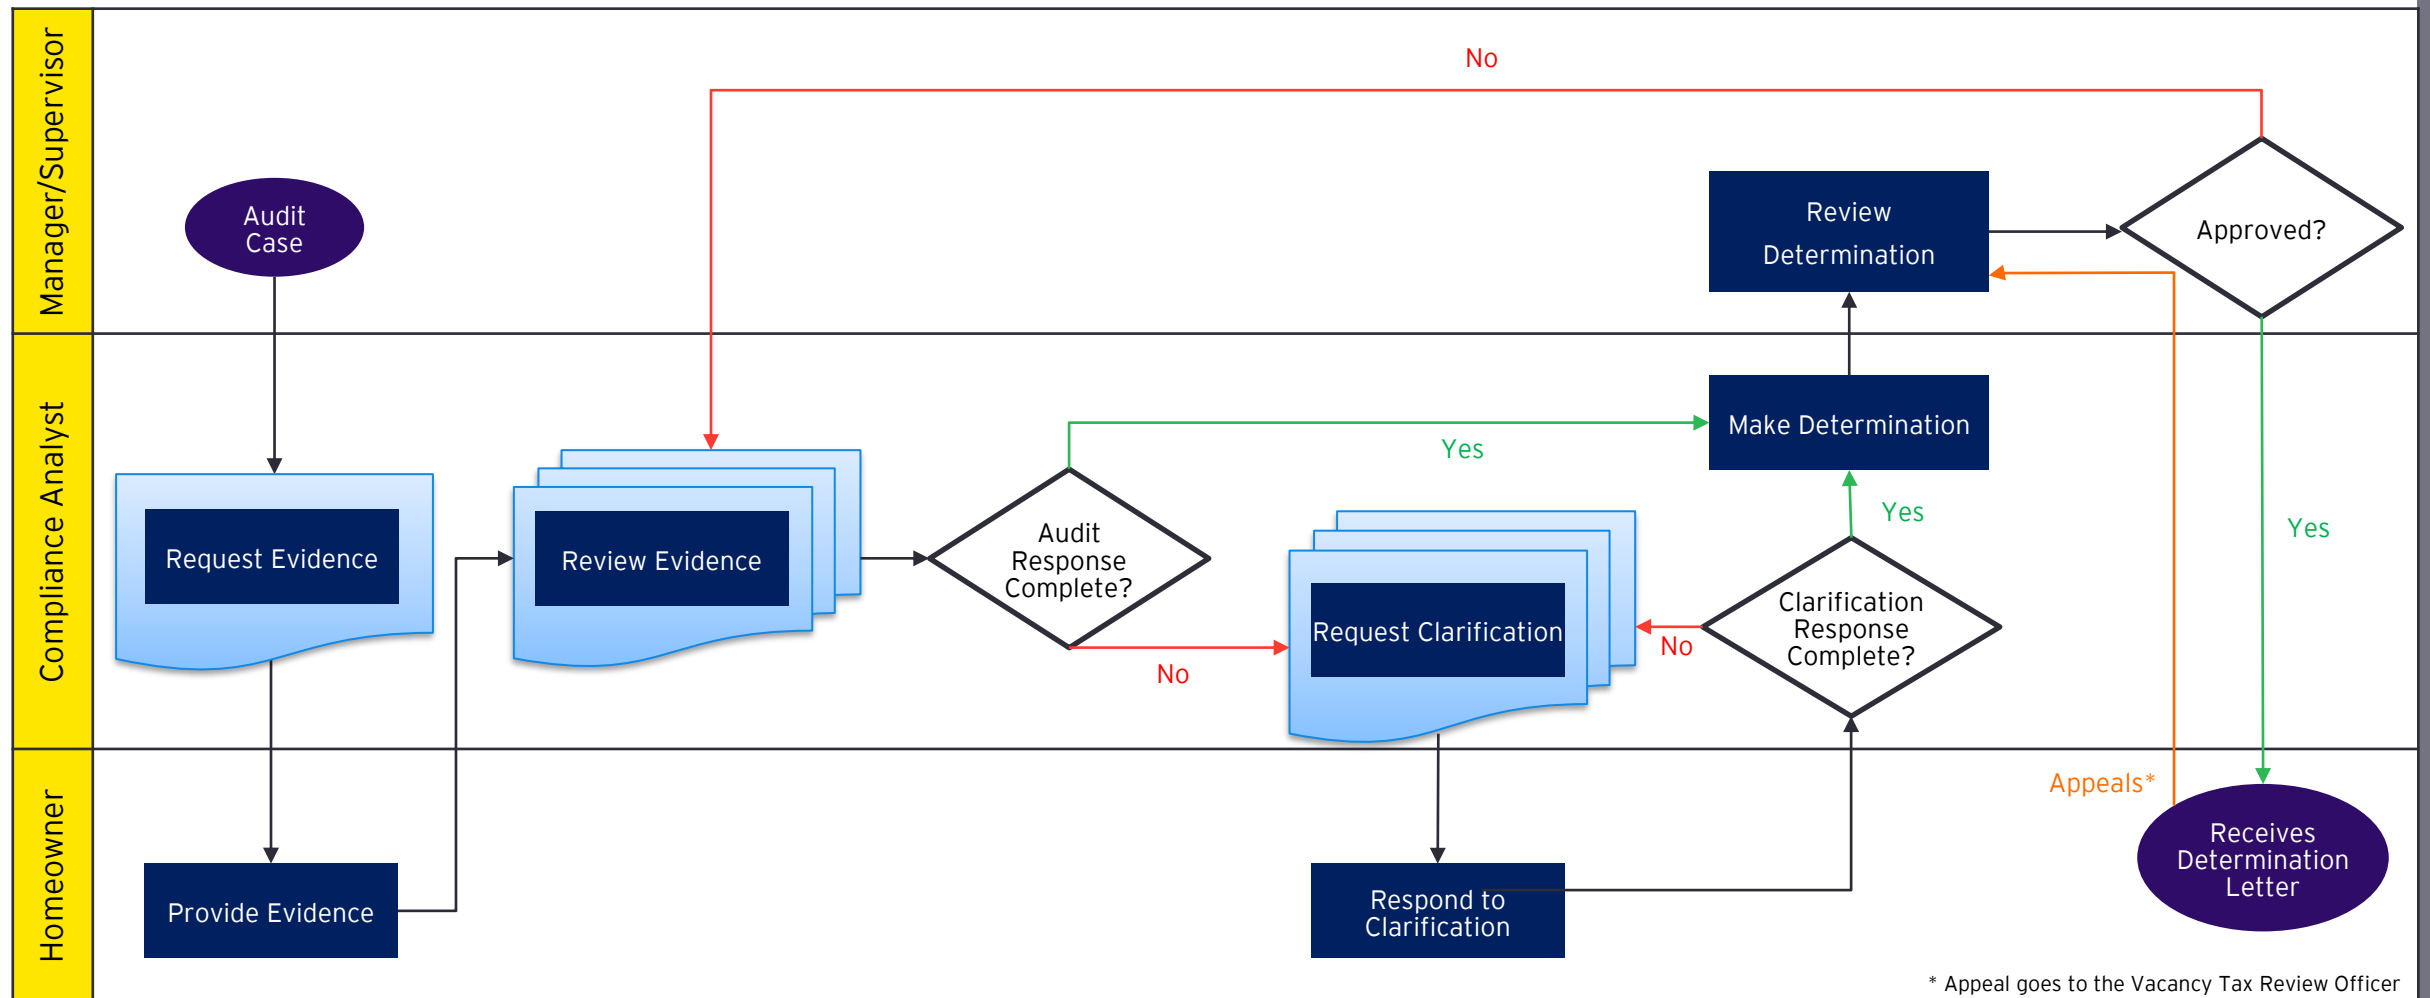 Manager/Supervisor
No
Audit
Case
Review
Determination
Approved?
Compliance Analyst
Request Evidence
Review Evidence
Audit
Response
Complete?
Yes
No
Make Determination
Request Clarification
Yes
No
Clarification
Response
Complete?
Yes
Homeowner
Provide Evidence
Respond to
Clarification
Appeals*
Receives
Determination
Letter
* Appeal goes to the Vacancy Tax Review Officer